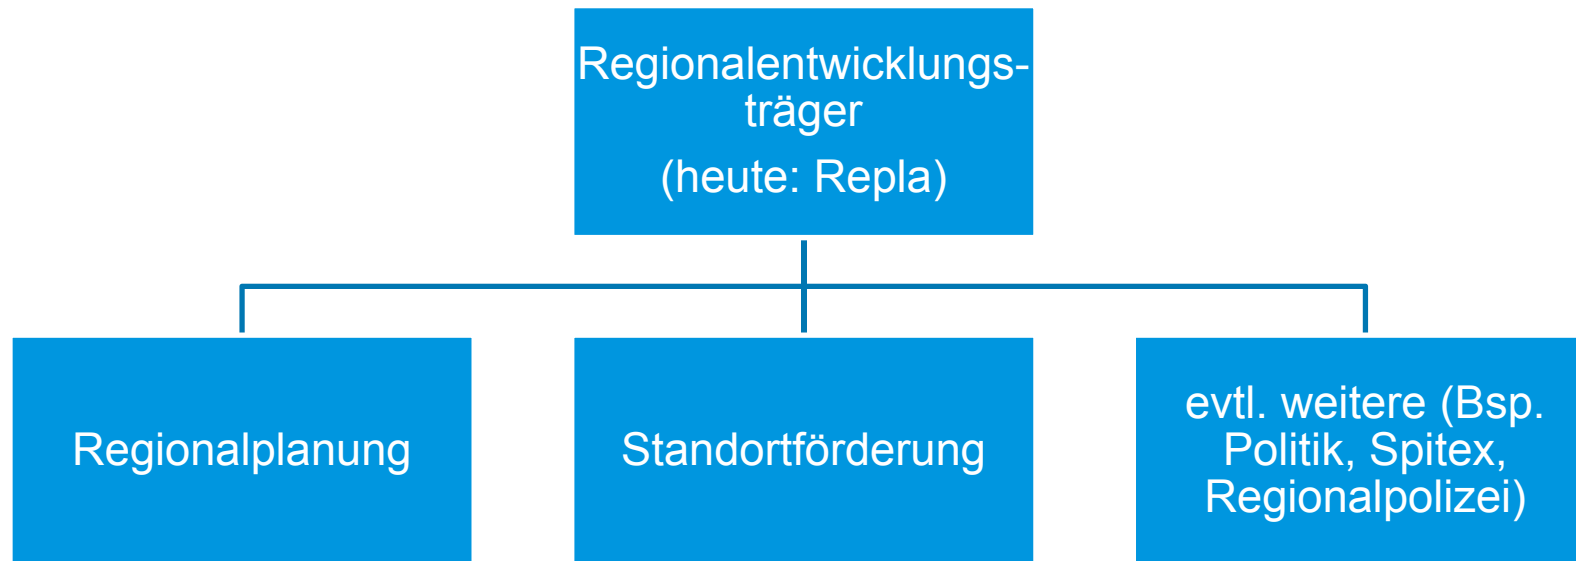 Regionalentwicklungs-
träger
(heute: Repla)
Regionalplanung
Standortförderung
evtl. weitere (Bsp.
Politik, Spitex,
Regionalpolizei)